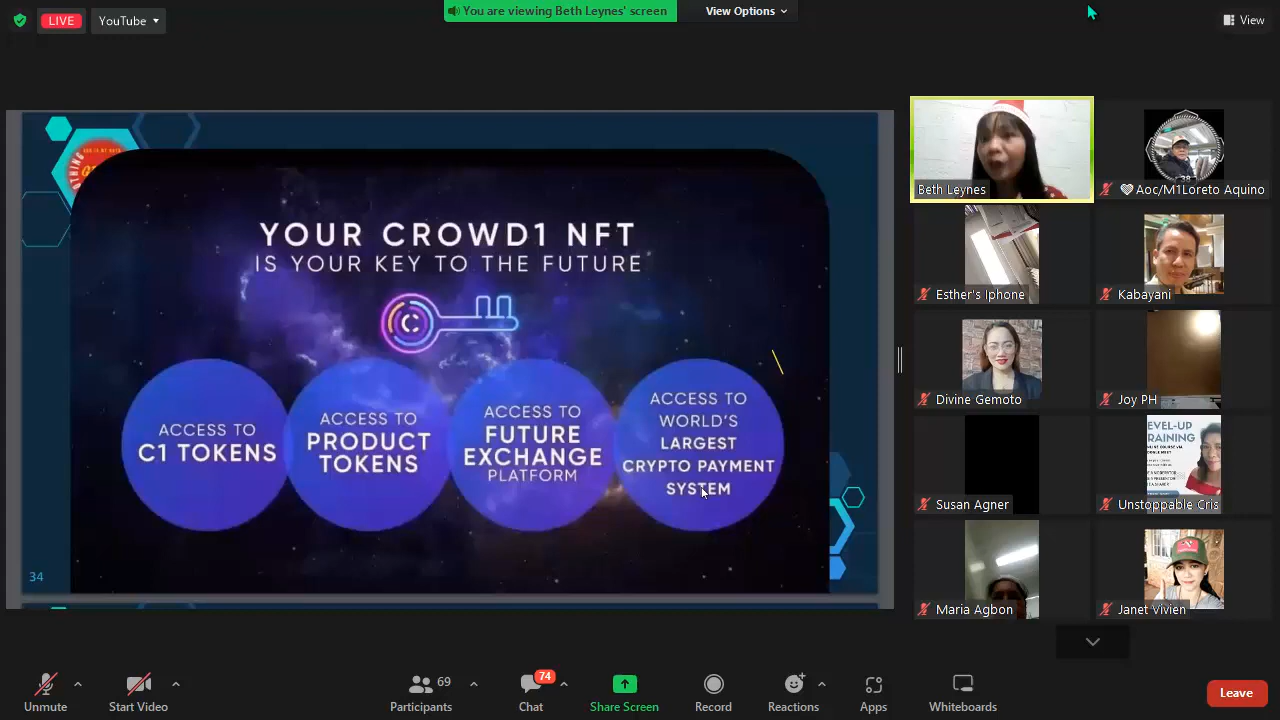 LIVE
YouTube
You are viewing Beth Leynes' screen
View Options
View
YOUR CROWD1 NFT
IS YOUR KEY TO THE FUTURE
ACCESS TO
C1 TOKENS
ACCESS TO
PRODUCT
TOKENS
ACCESS TO
FUTURE
EXCHANGE
PLATFORM
ACCESS TO
WORLD'S
LARGEST
CRYPTO PAYMENT
SYSTEM
34
Beth Leynes
Aoc/M1Loreto Aquino
Esther's Iphone
Kabayani
Divine Gemoto
Joy PH
Susan Agner
EVEL-UP
RAINING
Unstoppable Cris
Maria Agbon
Janet Vivien
Unmute
Start Video
69
Participants
74
Chat
Share Screen
Record
Reactions
Apps
Whiteboards
Leave